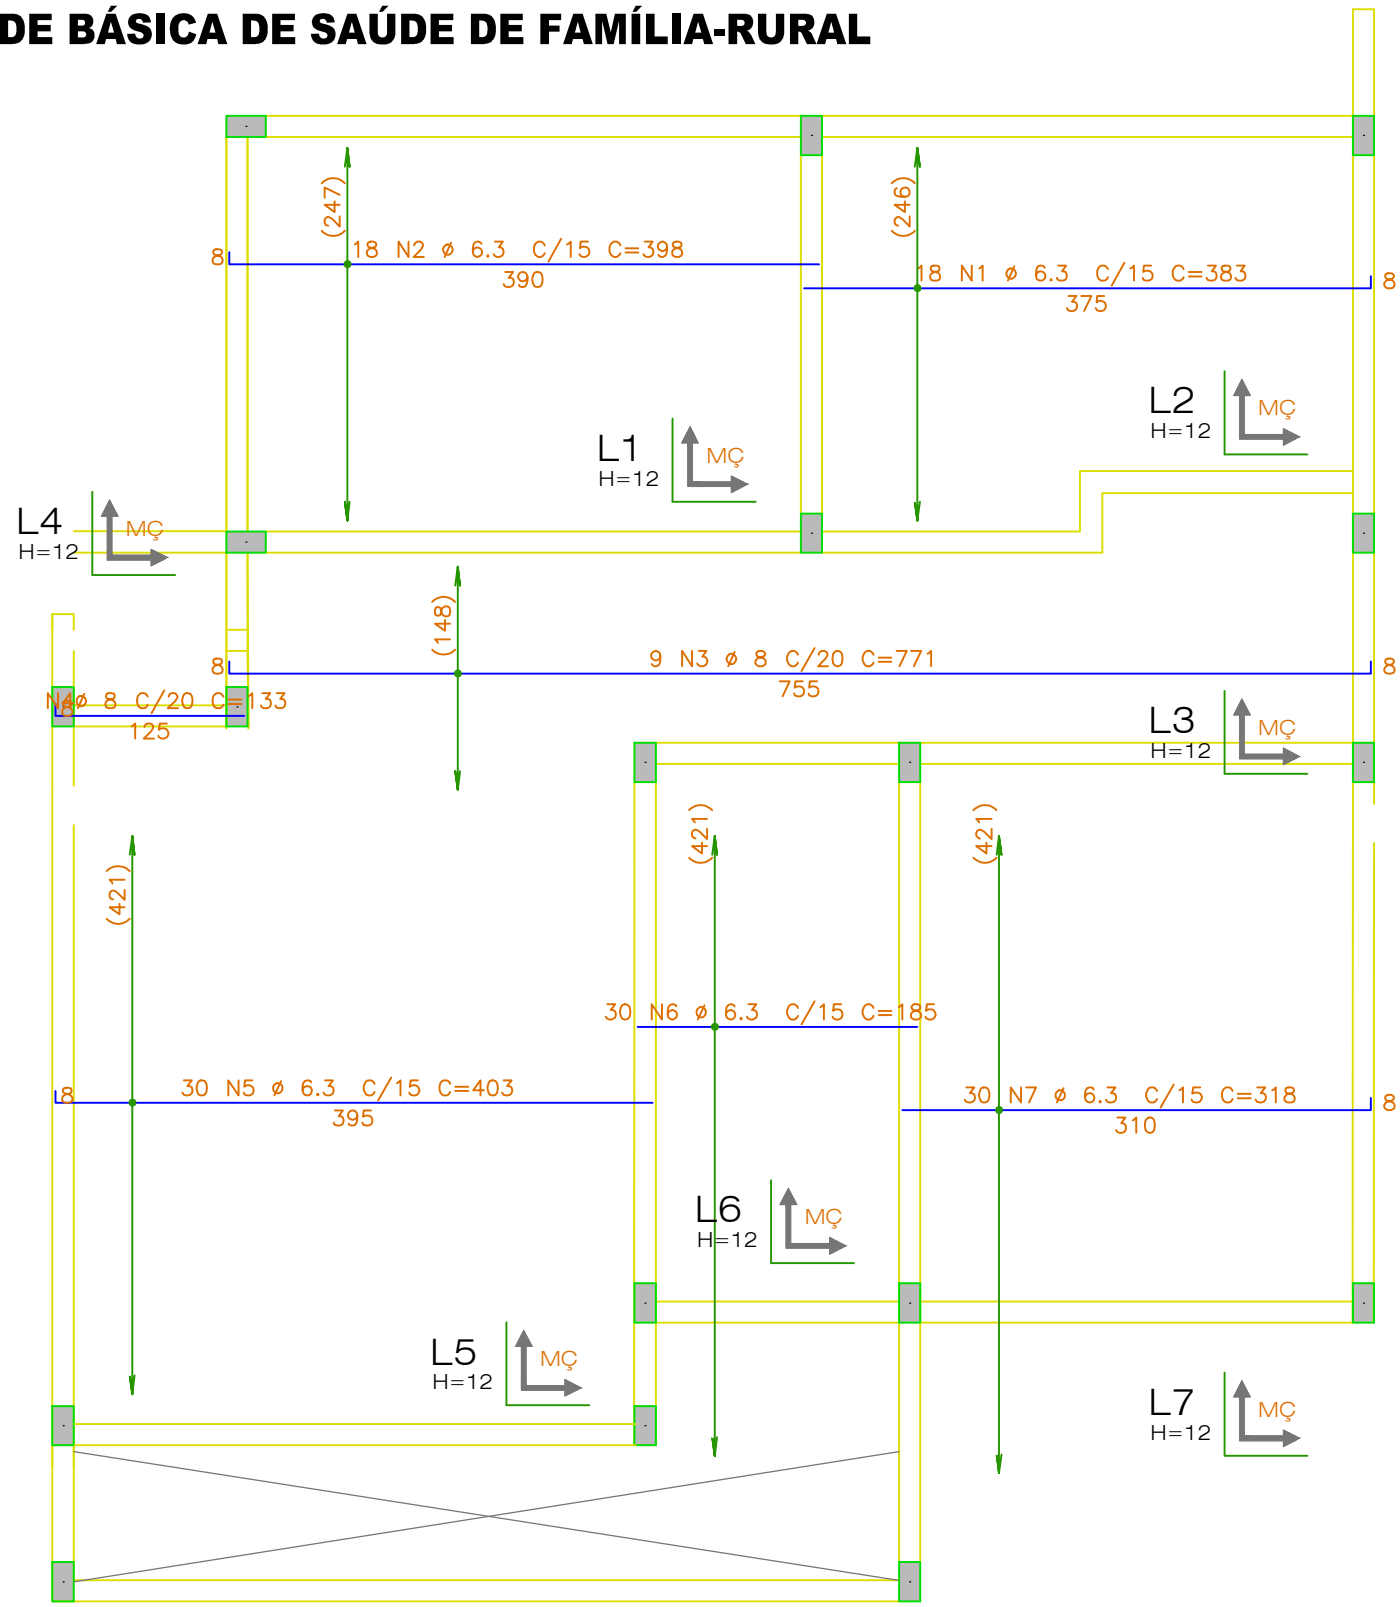 DE BÁSICA DE SAÚDE DE FAMÍLIA-RURAL
(247)
(246)
8
18 N2 ø 6.3 C/15 C=398
390
18 N1 ø 6.3 C/15 C=383
375
8
L2
H=12
MÇ
L1
H=12
MÇ
L4
H=12
MÇ
(148)
8
9 N3 ø 8 C/20 C=771
755
8
N4ø 8 C/20 C=133
8
125
L3
H=12
MÇ
(421)
(421)
(421)
30 N6 ø 6.3 C/15 C=185
8
30 N5 ø 6.3 C/15 C=403
395
30 N7 ø 6.3 C/15 C=318
310
8
L6
H=12
MÇ
L5
H=12
MÇ
L7
H=12
MÇ